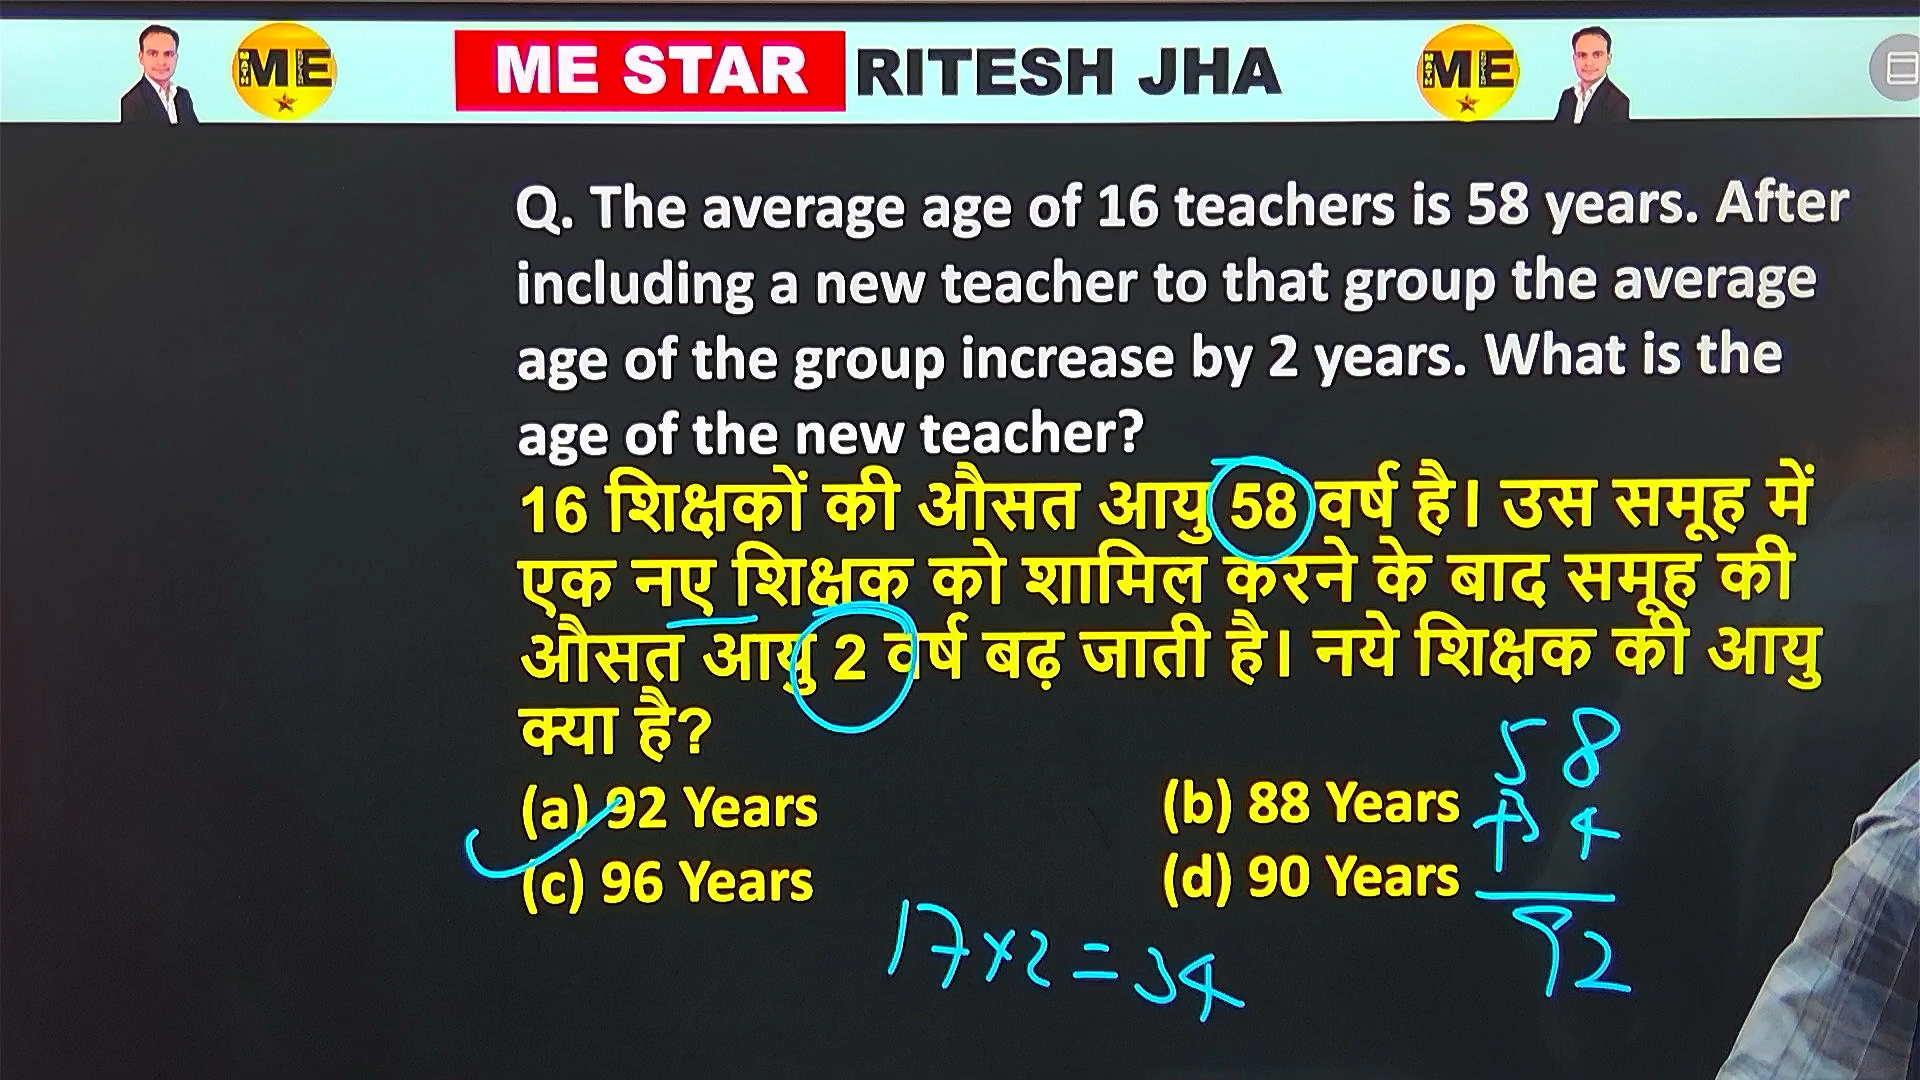 ME
ME STAR RITESH JHA
ME
Q. The average age of 16 teachers is 58 years. After
including a new teacher to that group the average
age of the group increase by 2 years. What is the
age of the new teacher?
16 शिक्षकों की औसत आयु 58 वर्ष है। उस समूह में
एक नए शिक्षक को शामिल करने के बाद समूह की
औसत आयु 2 वर्ष बढ़ जाती है। नये शिक्षक की आयु
क्या है?
(a) 92 Years (b) 88 Years
(c) 96 Years (d) 90 Years
58
+34
92
17×2=34